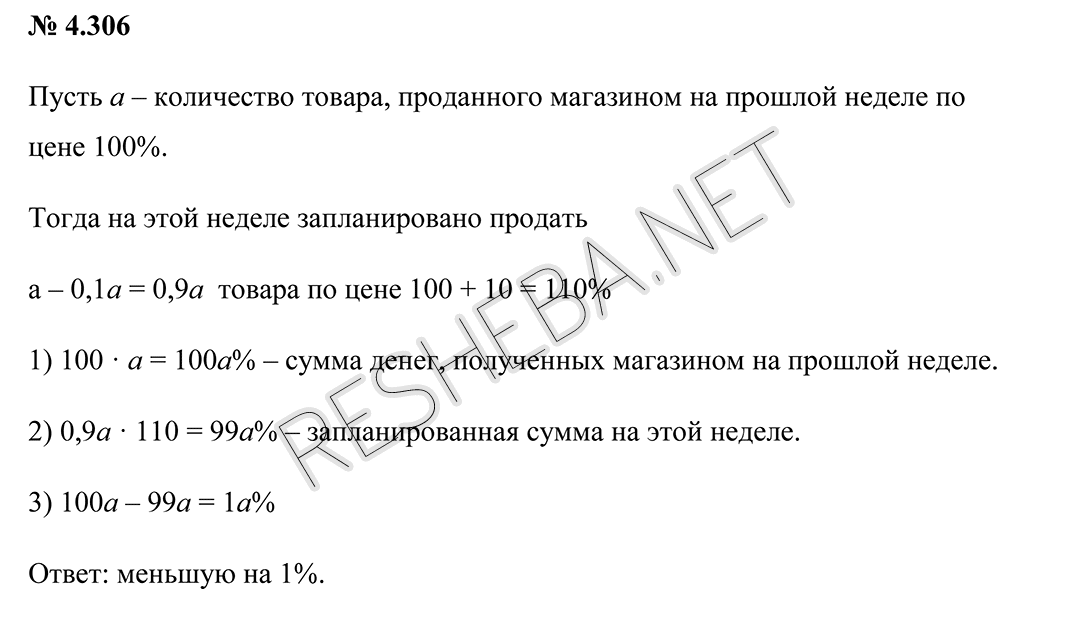 № 4.306
Пусть a – количество товара, проданного магазином на прошлой неделе по
цене 100%.
Тогда на этой неделе запланировано продать
а – 0,1a = 0,9a товара по цене 100 + 10 = 110%
1) 100 · a = 100a% – сумма денег, полученных магазином на прошлой неделе.
2) 0,9a · 110 = 99a% – запланированная сумма на этой неделе.
3) 100a – 99a = 1a%
Ответ: меньшую на 1%.
RESHEBA.NET